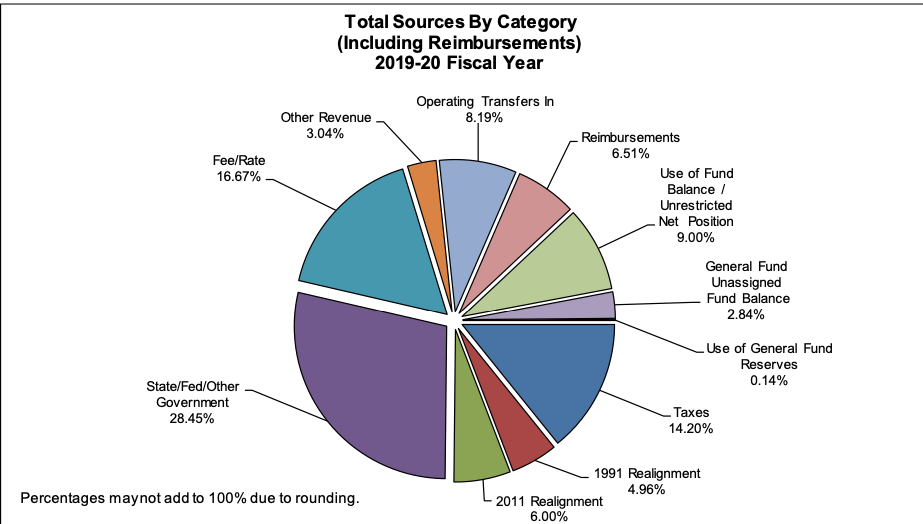 Total Sources By Category
(Including Reimbursements)
2019-20 Fiscal Year
Operating Transfers In
8.19%
Other Revenue
3.04%
Reimbursements
6.51%
Fee/Rate
16.67%
Use of Fund
Balance /
Unrestricted
Net Position
9.00%
General Fund
Unassigned
Fund Balance
2.84%
Use of General Fund
Reserves
0.14%
State/Fed/Other
Government
28.45%
Taxes
14.20%
1991 Realignment
4.96%
2011 Realignment
6.00%
Percentages may not add to 100% due to rounding.